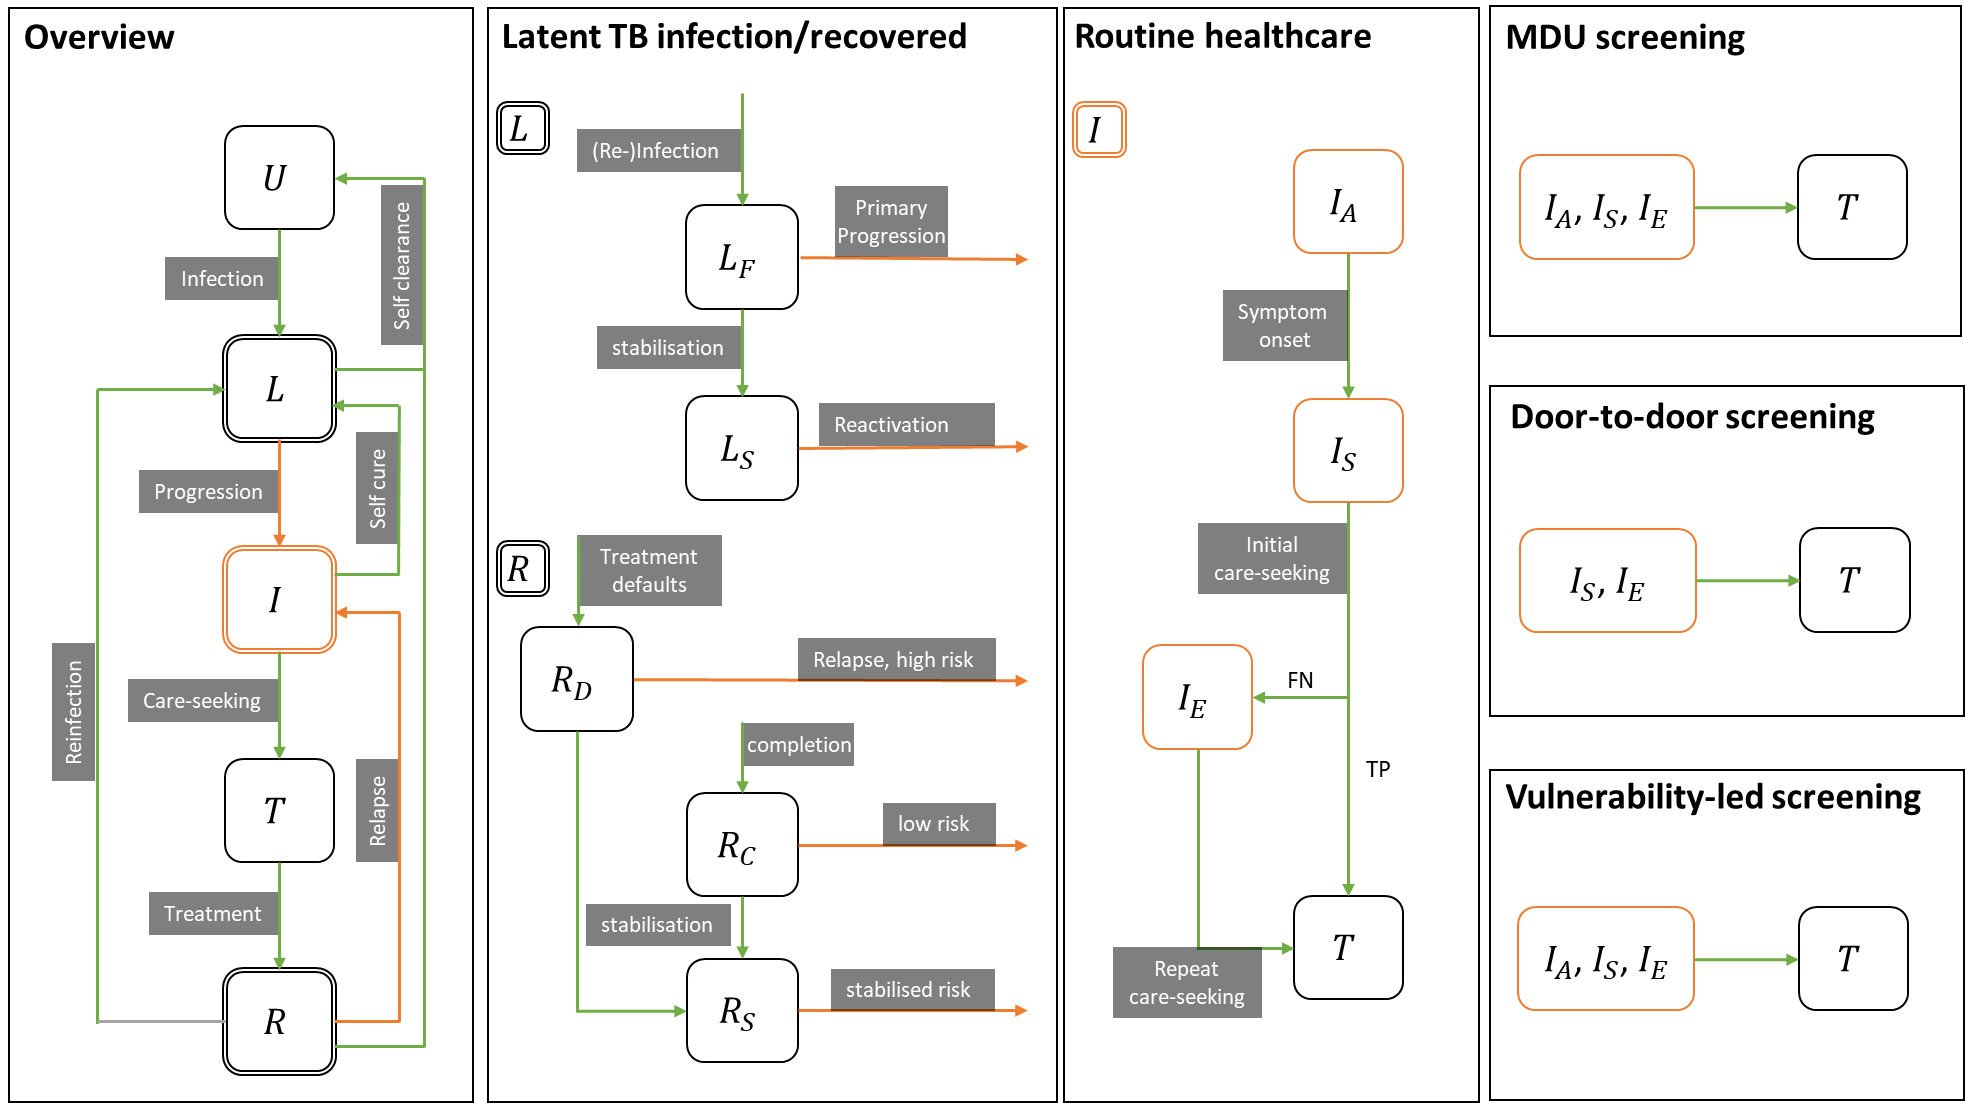 Overview
U
Infection
Self clearance
L
Progression
Self cure
I
Reinfection
Care-seeking
T
Relapse
Treatment
R
Latent TB infection/recovered
L
(Re-)Infection
Primary
Progression
L_F
stabilisation
Reactivation
L_S
R
Treatment
defaults
Relapse, high risk
R_D
completion
low risk
R_C
stabilisation
stabilised risk
R_S
Routine healthcare
I
I_A
Symptom
onset
I_S
Initial
care-seeking
FN
I_E
TP
T
Repeat
care-seeking
MDU screening
I_A, I_S, I_E
T
Door-to-door screening
I_S, I_E
T
Vulnerability-led screening
I_A, I_S, I_E
T